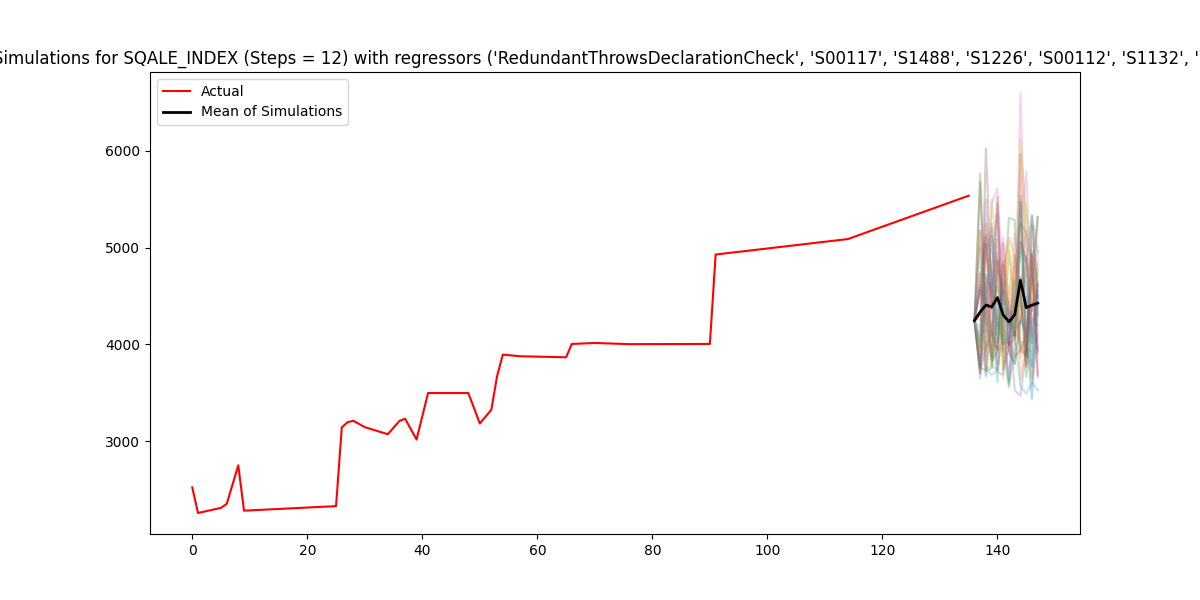 Simulations for SQALE_INDEX (Steps = 12) with regressors ('RedundantThrowsDeclarationCheck', 'S00117', 'S1488', 'S1226', 'S00112', 'S1132', '
Actual
Mean of Simulations
6000
5000
4000
3000
0 20 40 60 80 100 120 140